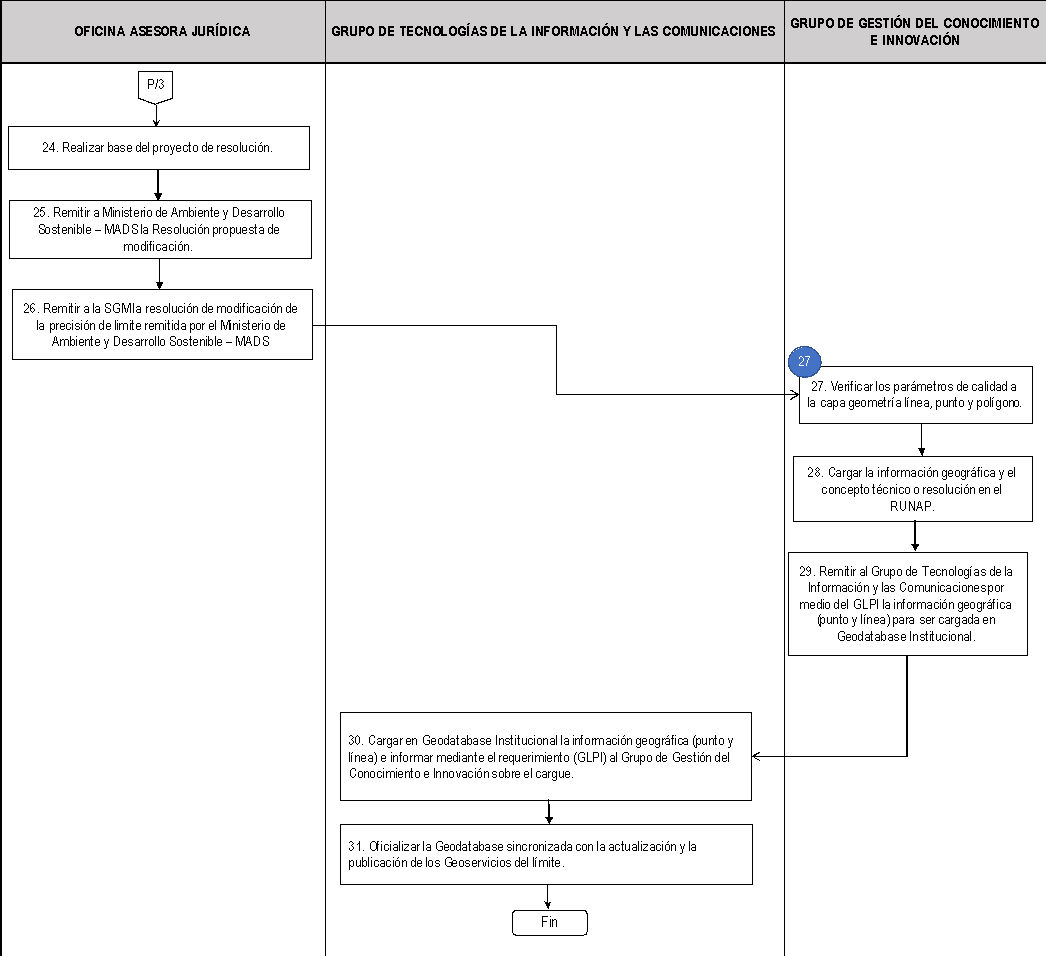 OFICINA ASESORA JURÍDICA
GRUPO DE TECNOLOGÍAS DE LA INFORMACIÓN Y LAS COMUNICACIONES
GRUPO DE GESTIÓN DEL CONOCIMIENTO
E INNOVACIÓN
P/3
24. Realizar base del proyecto de resolución.
25. Remitir a Ministerio de Ambiente y Desarrollo
Sostenible – MADS la Resolución propuesta de
modificación.
26. Remitir a la SGMI a resolución de modificación de
la precisión de limite remitida por el Ministerio de
Ambiente y Desarrollo Sostenible – MADS
27
27. Verificar los parámetros de calidad a
la capa geometría línea, punto y polígono.
28. Cargar la información geográfica y el
concepto técnico o resolución en el
RUNAP.
29. Remitir al Grupo de Tecnologías de la
Información y las Comunicaciones por
medio del GLPI la información geográfica
(punto y línea) para ser cargada en
Geodatabase Institucional.
30. Cargar en Geodatabase Institucional la información geográfica (punto y
línea) e informar mediante el requerimiento (GLPI) al Grupo de Gestión del
Conocimiento e Innovación sobre el cargue.
31. Oficializar la Geodatabase sincronizada con la actualización y la
publicación de los Geoservicios del límite.
Fin